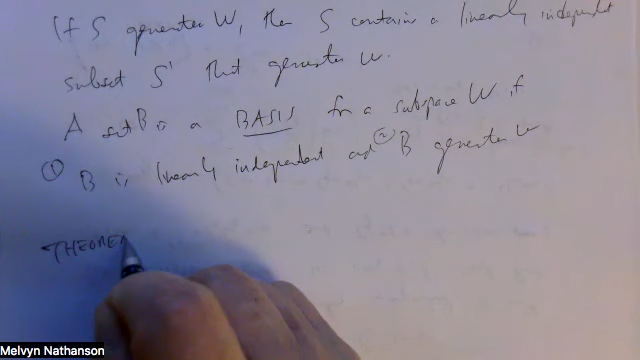 If S generates W, then S contains a linearly independent
subset S' that generates W.
A set B is a BASIS for a subspace W if
① B is linearly independent and ② B generates W
THEOREM
Melvyn Nathanson